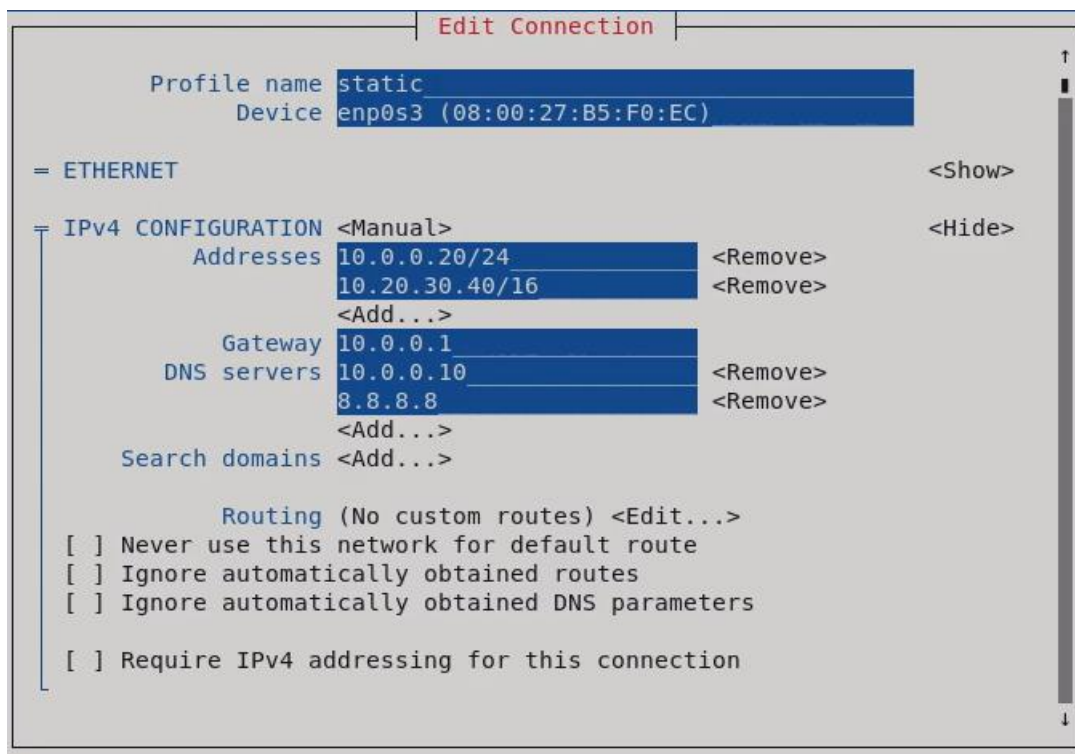 Edit Connection
Profile name static
Device enp0s3 (08:00:27:B5:F0:EC)
= ETHERNET <Show>
= IPv4 CONFIGURATION <Manual> <Hide>
Addresses 10.0.0.20/24 <Remove>
10.20.30.40/16 <Remove>
<Add...>
Gateway 10.0.0.1
DNS servers 10.0.0.10 <Remove>
8.8.8.8 <Remove>
<Add...>
Search domains <Add...>
Routing (No custom routes) <Edit...>
[ ] Never use this network for default route
[ ] Ignore automatically obtained routes
[ ] Ignore automatically obtained DNS parameters
[ ] Require IPv4 addressing for this connection